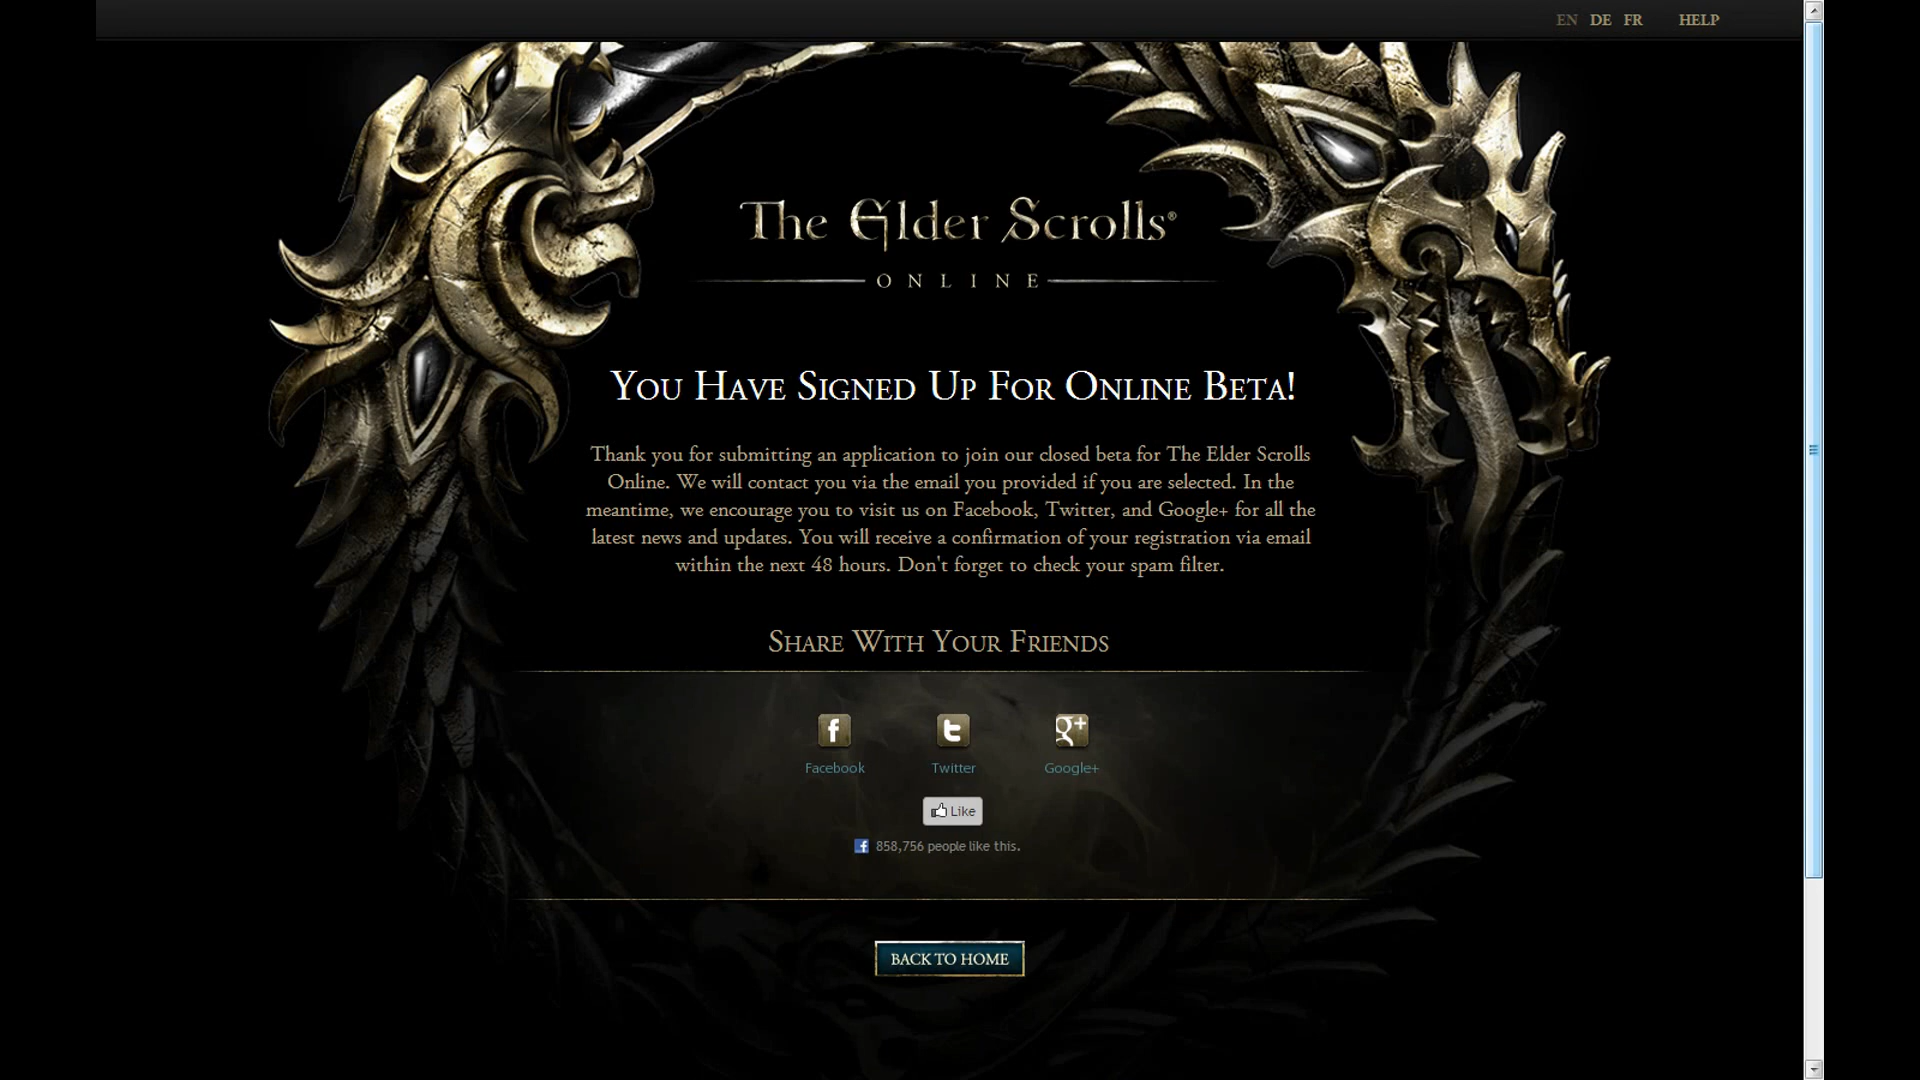 EN DE FR HELP
The Elder Scrolls®
ONLINE
You Have Signed Up For Online Beta!
Thank you for submitting an application to join our closed beta for The Elder Scrolls
Online. We will contact you via the email you provided if you are selected. In the
meantime, we encourage you to visit us on Facebook, Twitter, and Google+ for all the
latest news and updates. You will receive a confirmation of your registration via email
within the next 48 hours. Don't forget to check your spam filter.
Share With Your Friends
Facebook Twitter Google+
Like
858,756 people like this.
BACK TO HOME